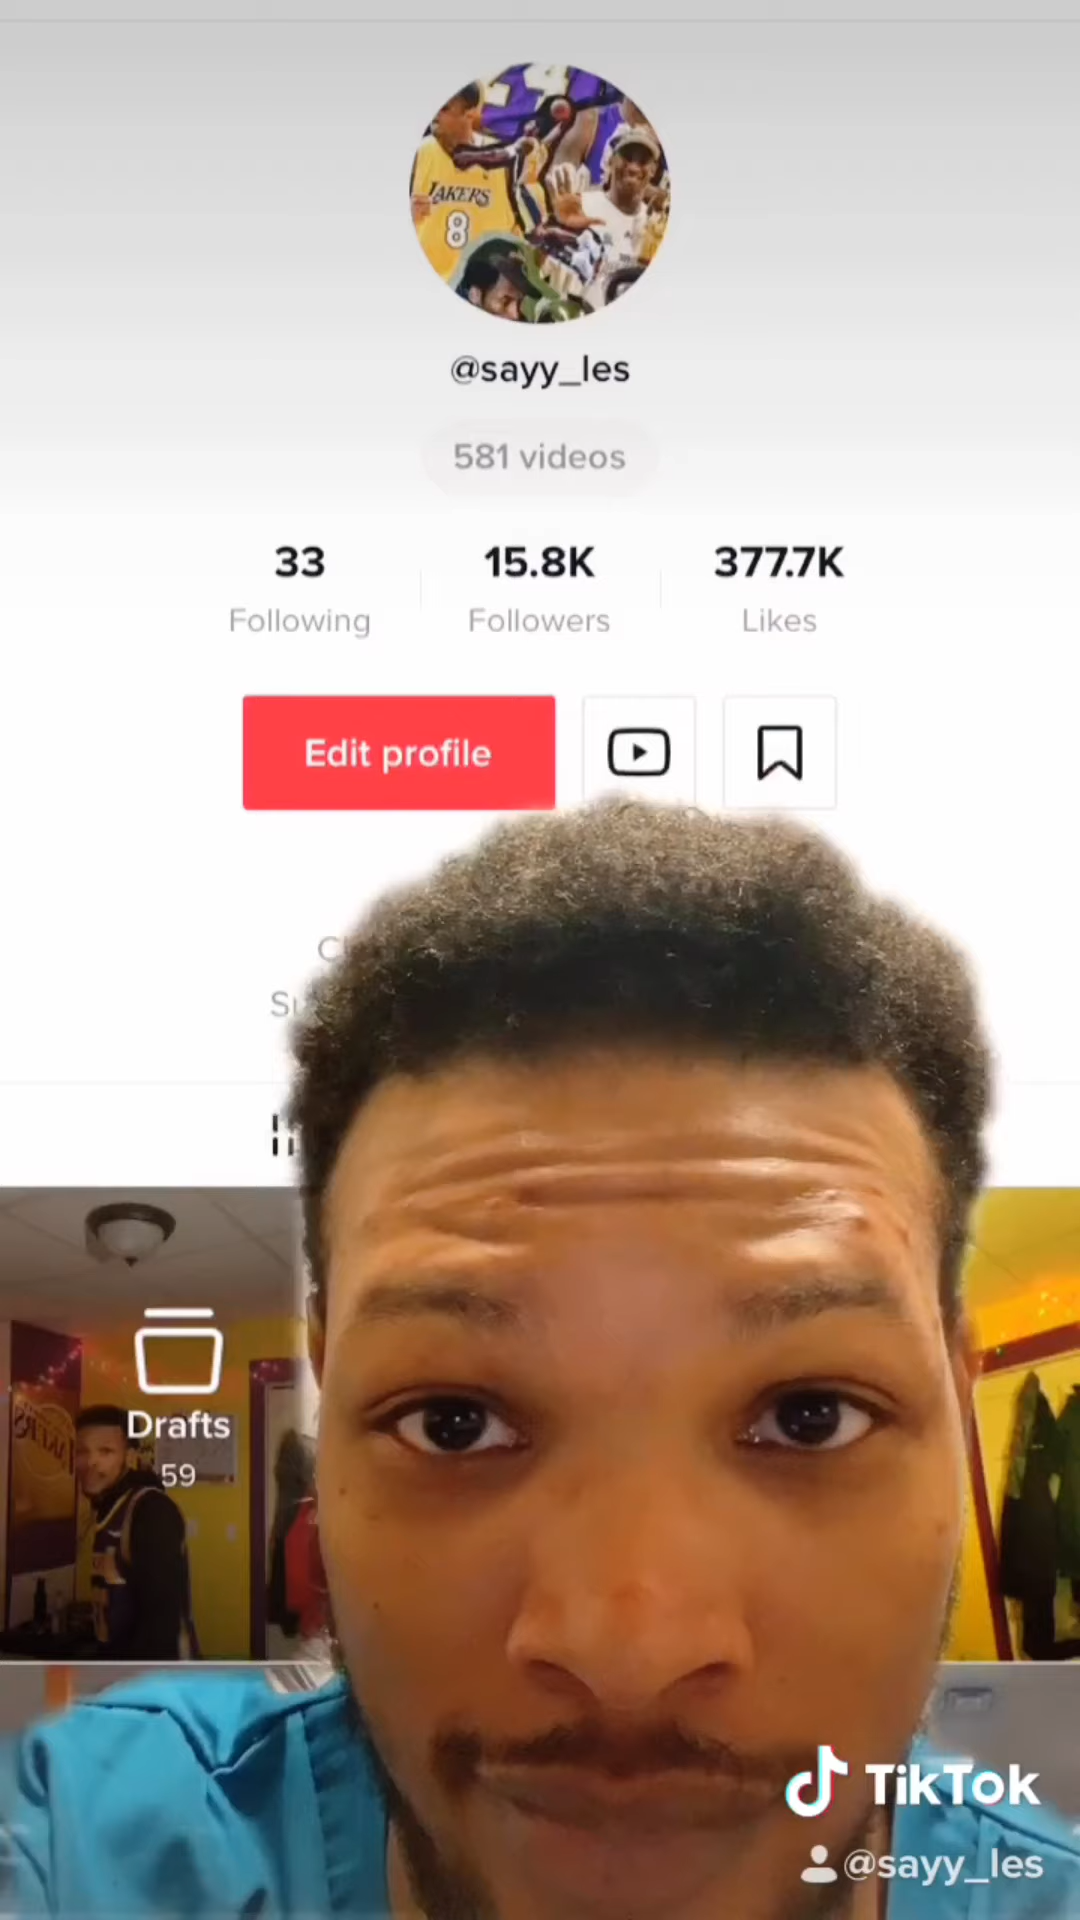 LAKERS
8
@sayy_les
581 videos
33 15.8K 377.7K
Following Followers Likes
Edit profile
Drafts
59
TikTok
@sayy_les